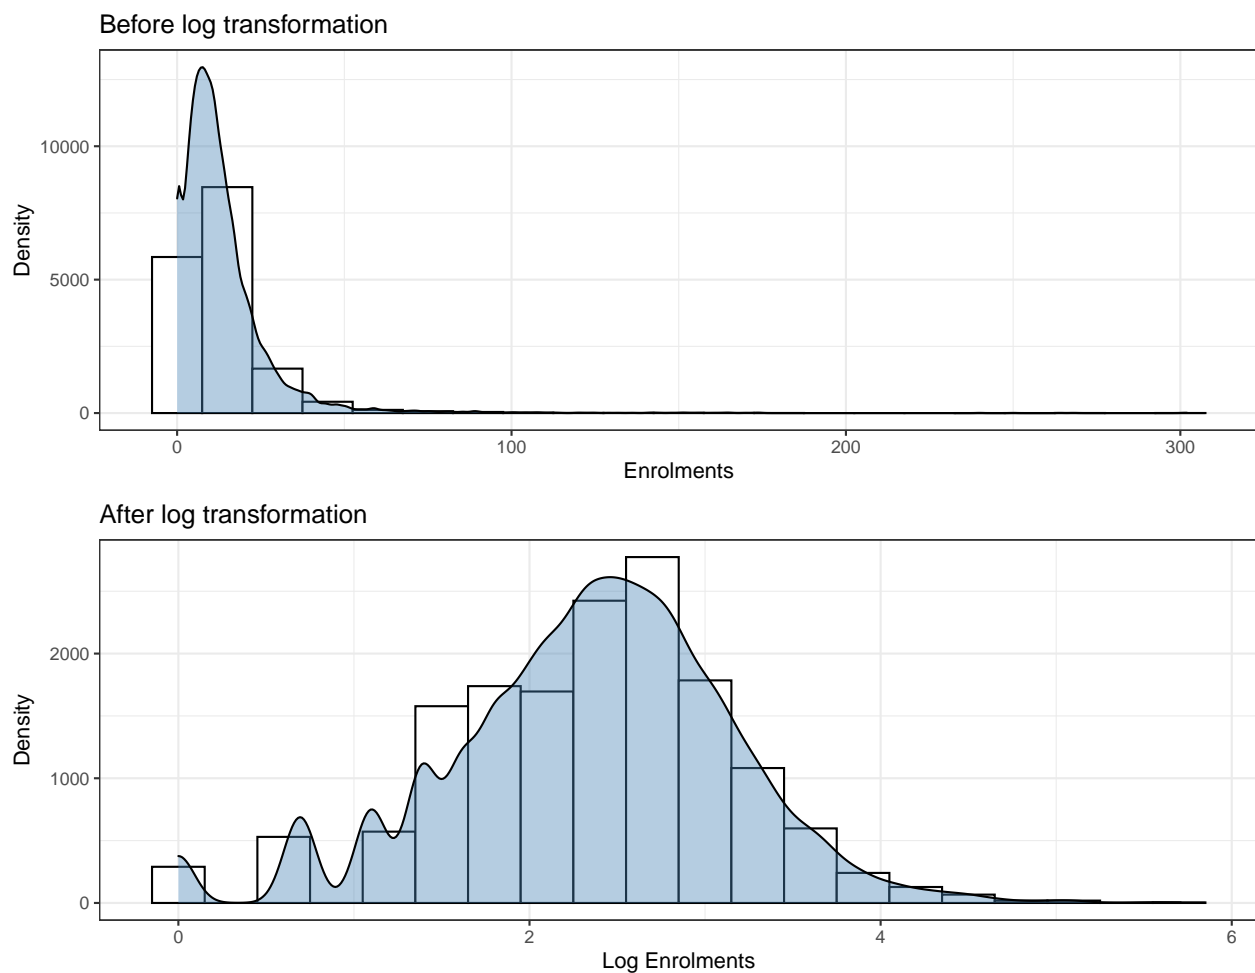 Before log transformation
10000
5000
0
Density
0 100 200 300
Enrolments
After log transformation
2000
1000
0
Density
0 2 4 6
Log Enrolments